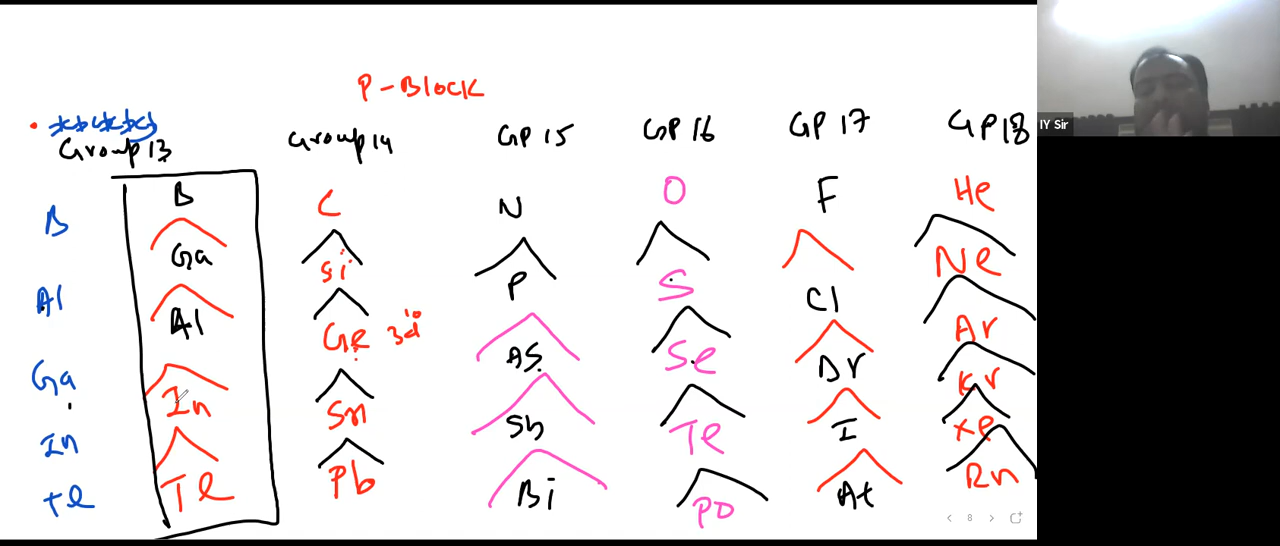 P-BLOCK
Group 13 Group 14 GP 15 GP 16 GP 17 GP 18
B B C N O F He
Al Ga Si P S Cl Ne
Ga Al Ge 3d10 As Se Br Ar
In In Sn Sb Te I Kr
Tl Tl Pb Bi Po At Xe
Rn
IY Sir
8